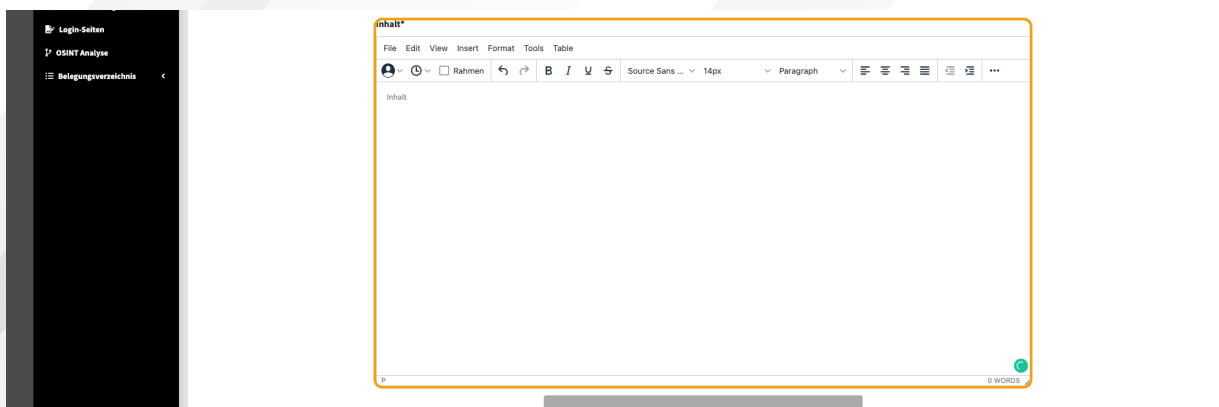 Login-Seiten
OSINT Analyse
Belegungsverzeichnis
Inhalt*
File Edit View Insert Format Tools Table
Rahmen B I U S Source Sans ... 14px Paragraph ...
Inhalt
P
0 WORDS